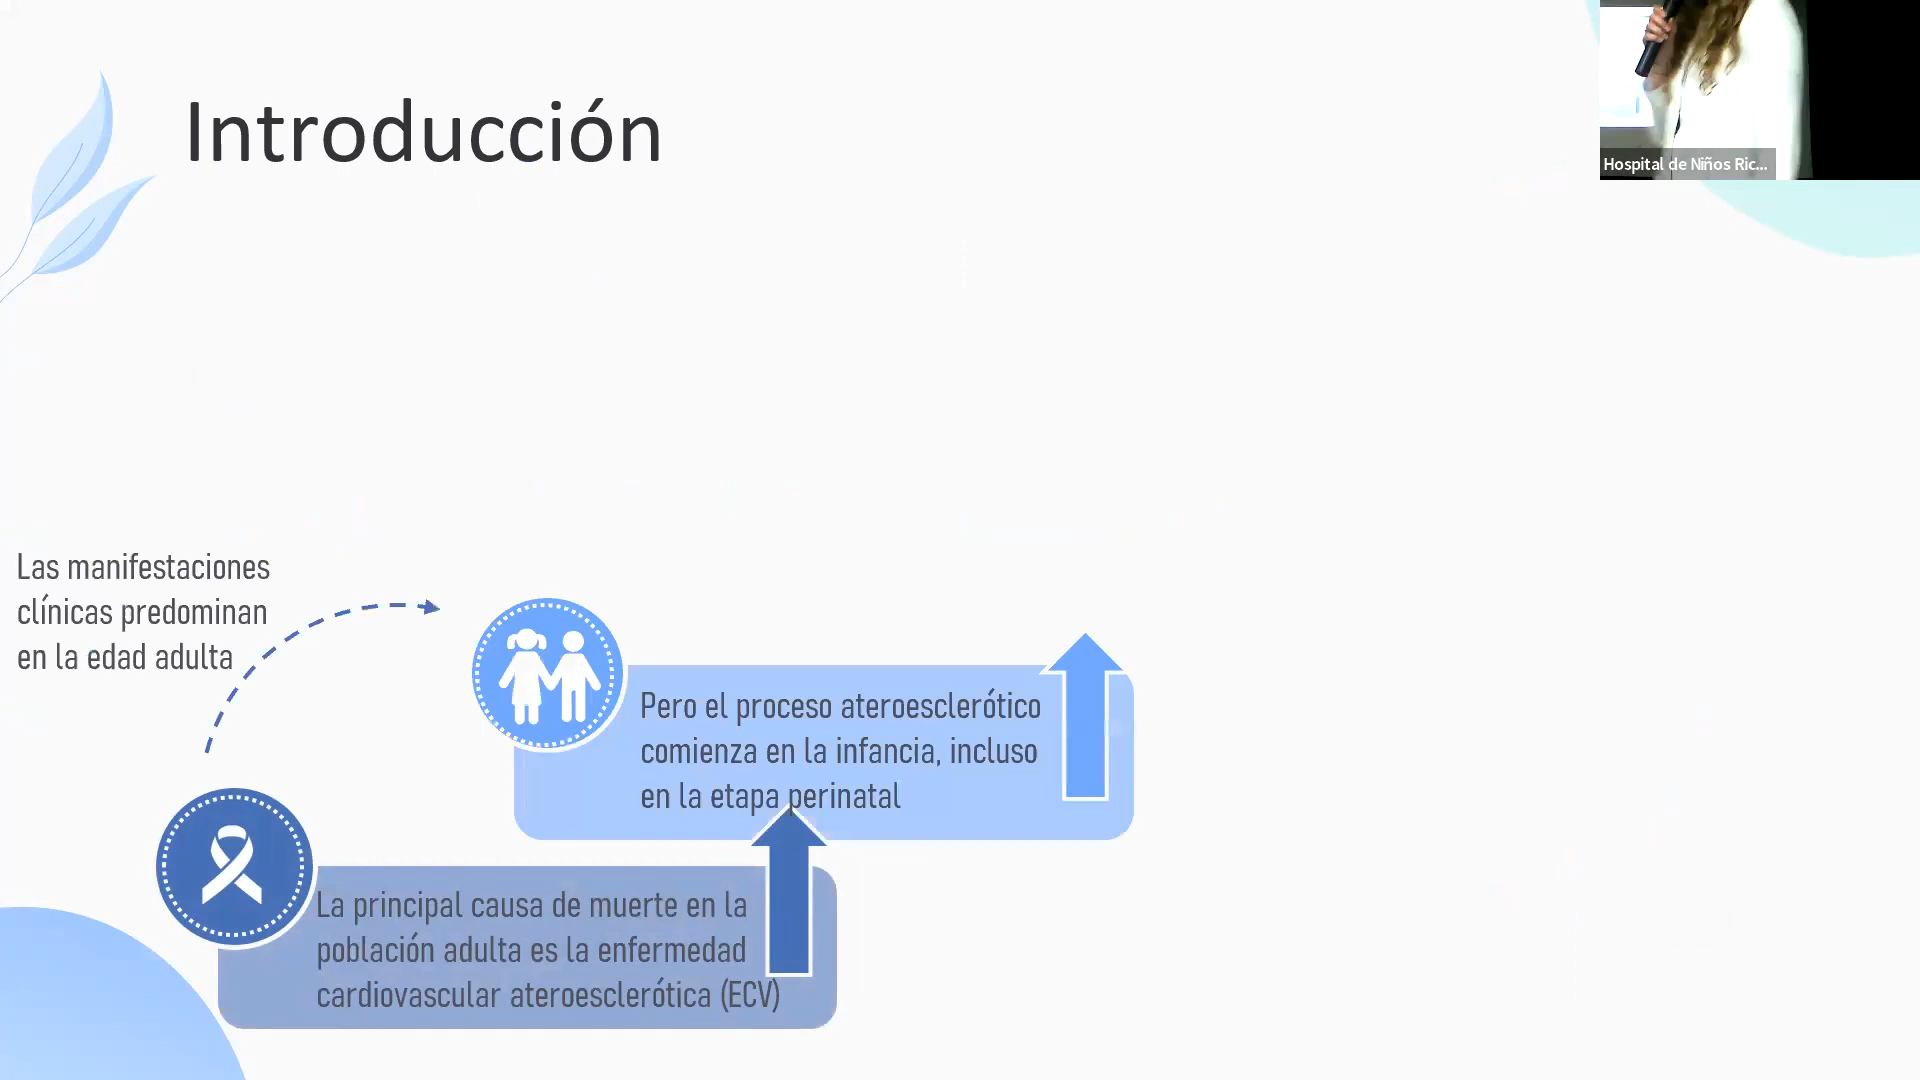 Introducción
Hospital de Niños Ric...
Las manifestaciones
clínicas predominan
en la edad adulta
Pero el proceso ateroesclerótico
comienza en la infancia, incluso
en la etapa perinatal
La principal causa de muerte en la
población adulta es la enfermedad
cardiovascular ateroesclerótica (ECV)